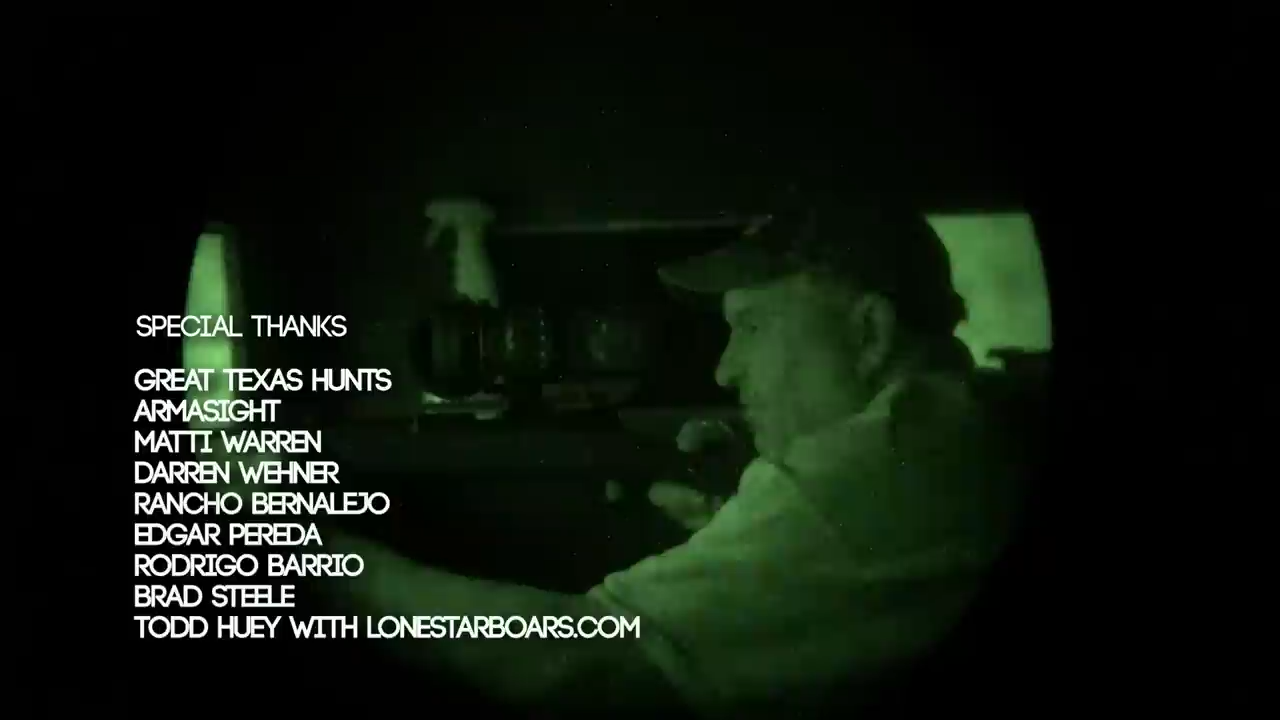 SPECIAL THANKS
GREAT TEXAS HUNTS
ARMASIGHT
MATTI WARREN
DARREN WEHNER
RANCHO BERNALEJO
EDGAR PEREDA
RODRIGO BARRIO
BRAD STEELE
TODD HUEY WITH LONESTARBOARS.COM